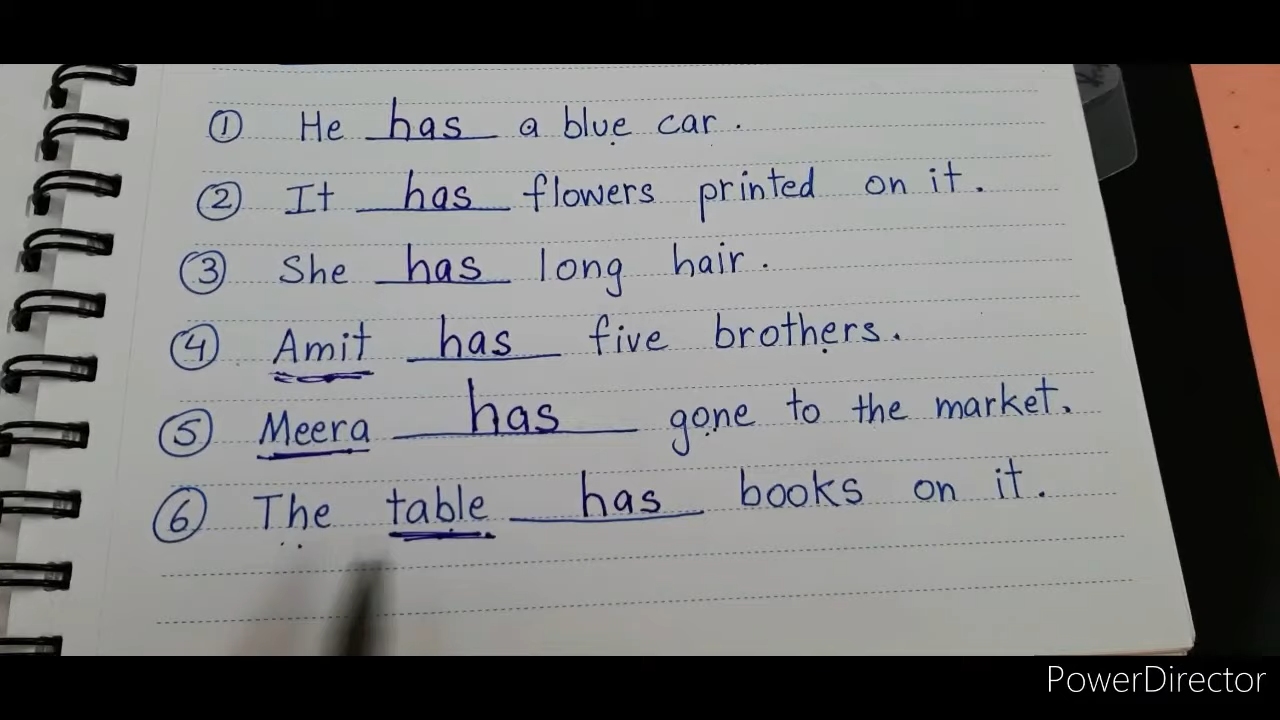 ① He has a blue car.
② It has flowers printed on it.
③ She has long hair.
④ Amit has five brothers.
⑤ Meera has gone to the market.
⑥ The table has books on it.
PowerDirector